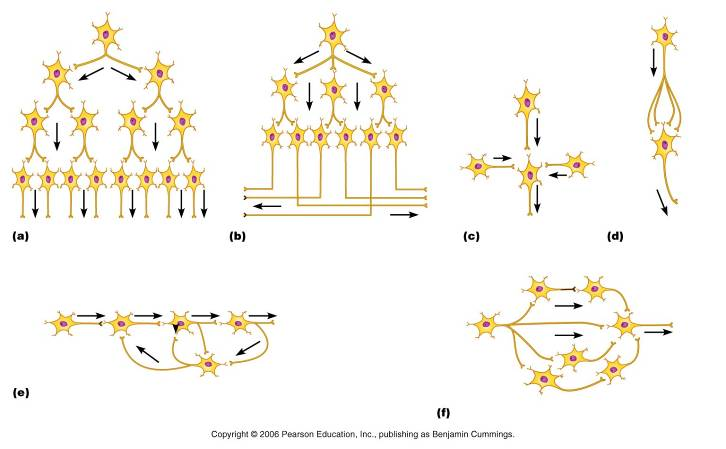 (a)
(b)
(c)
(d)
(e)
(f)
Copyright © 2006 Pearson Education, Inc., publishing as Benjamin Cummings.